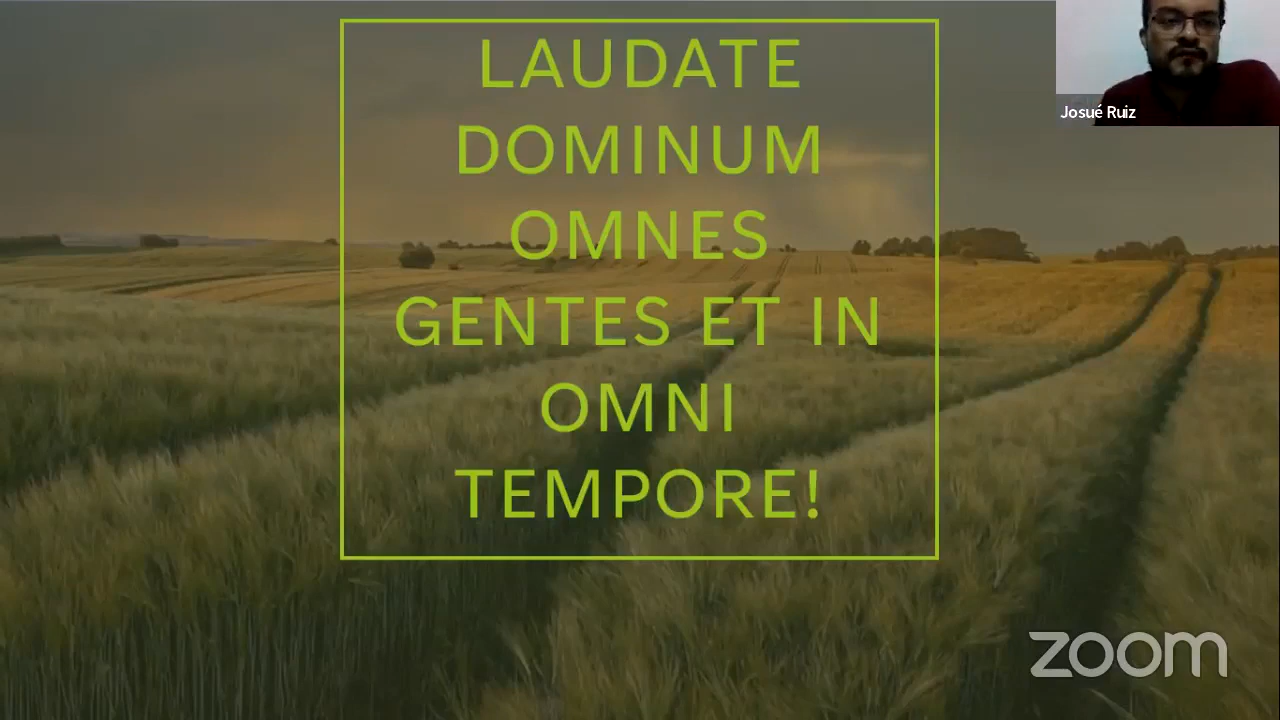 LAUDATE
DOMINUM
OMNES
GENTES ET IN
OMNI
TEMPORE!
Josué Ruiz
zoom